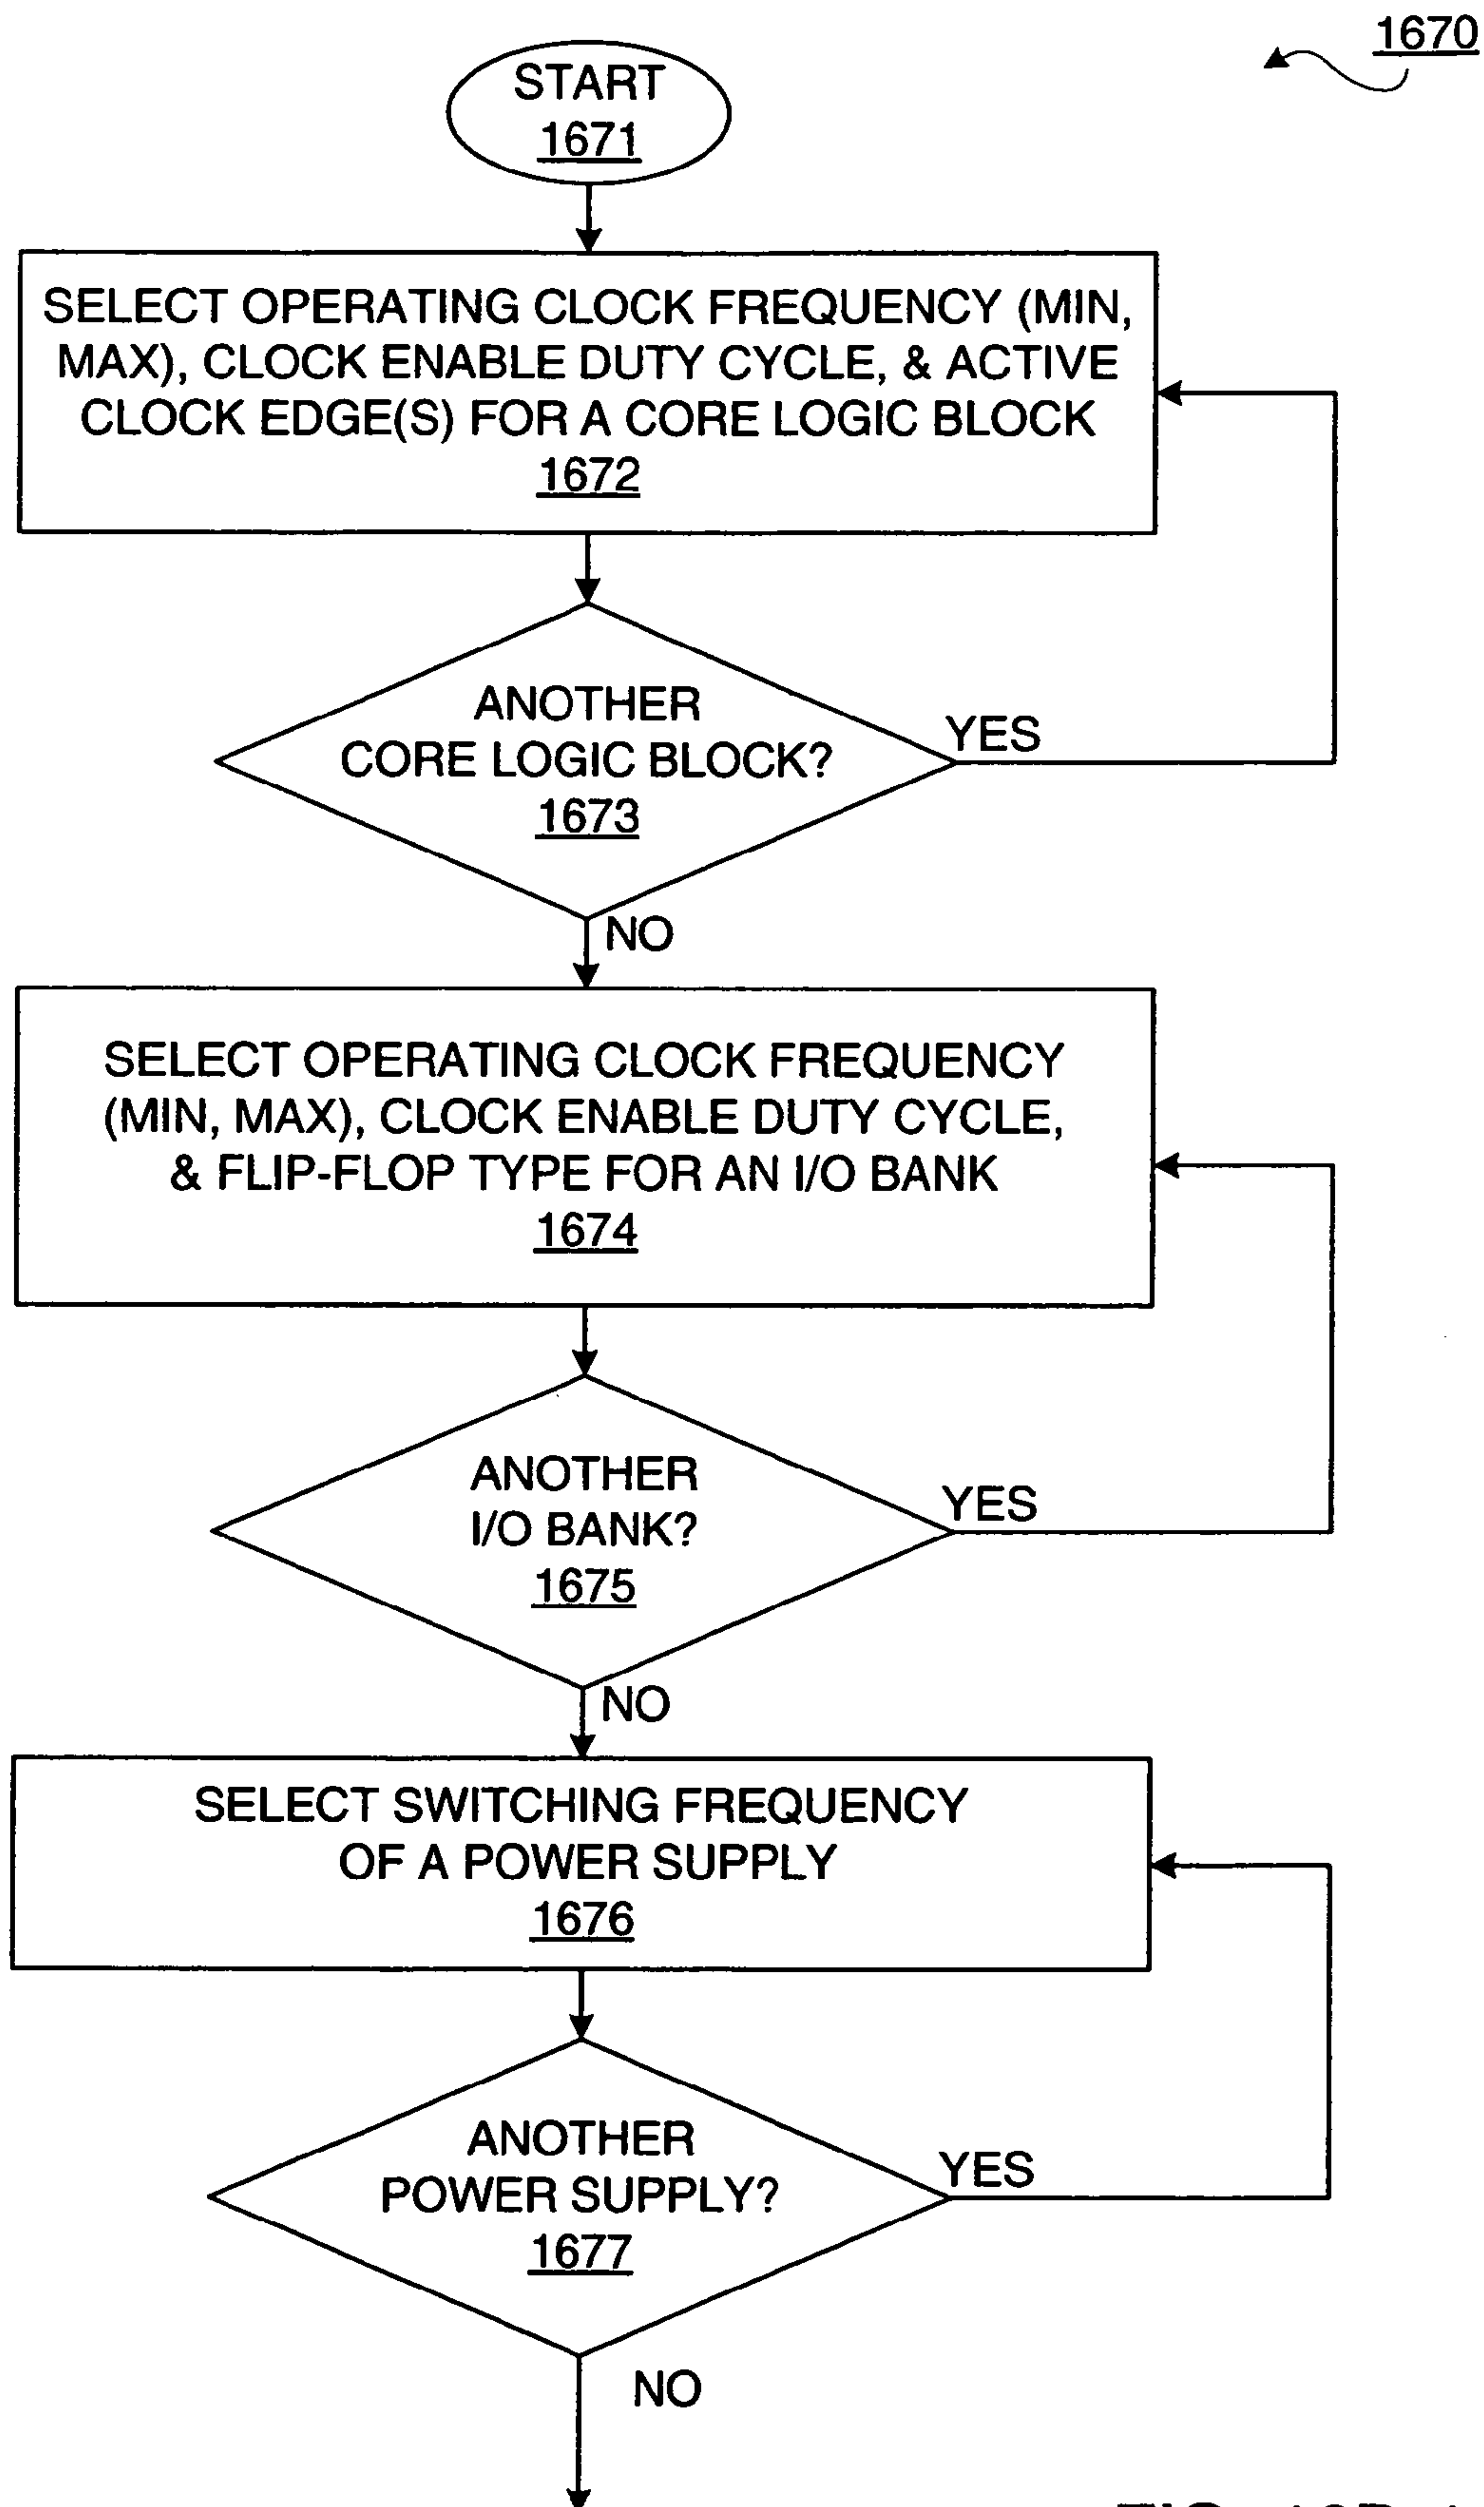 1670
START
1671
SELECT OPERATING CLOCK FREQUENCY (MIN,
MAX), CLOCK ENABLE DUTY CYCLE, & ACTIVE
CLOCK EDGE(S) FOR A CORE LOGIC BLOCK
1672
ANOTHER
CORE LOGIC BLOCK?
1673
YES
NO
SELECT OPERATING CLOCK FREQUENCY
(MIN, MAX), CLOCK ENABLE DUTY CYCLE,
& FLIP-FLOP TYPE FOR AN I/O BANK
1674
ANOTHER
I/O BANK?
1675
YES
NO
SELECT SWITCHING FREQUENCY
OF A POWER SUPPLY
1676
ANOTHER
POWER SUPPLY?
1677
YES
NO